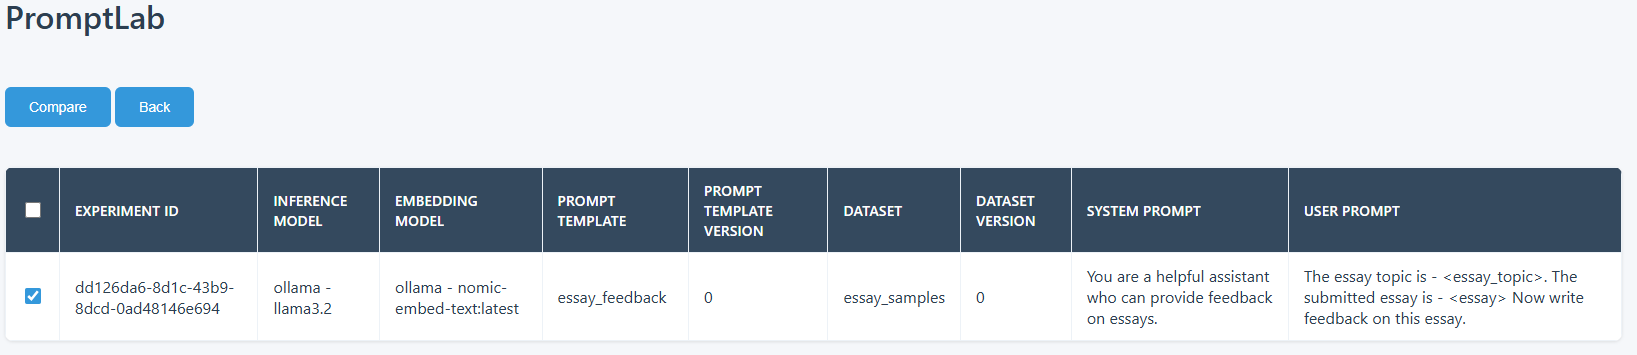 PromptLab
Compare
Back
EXPERIMENT ID
INFERENCE
MODEL
EMBEDDING
MODEL
PROMPT
TEMPLATE
PROMPT
TEMPLATE
VERSION
DATASET
DATASET
VERSION
SYSTEM PROMPT
USER PROMPT
dd126da6-8d1c-43b9-
8dcd-0ad48146e694
ollama -
llama3.2
ollama - nomic-
embed-text:latest
essay_feedback
0
essay_samples
0
You are a helpful assistant
who can provide feedback
on essays.
The essay topic is - <essay_topic>. The
submitted essay is - <essay> Now write
feedback on this essay.